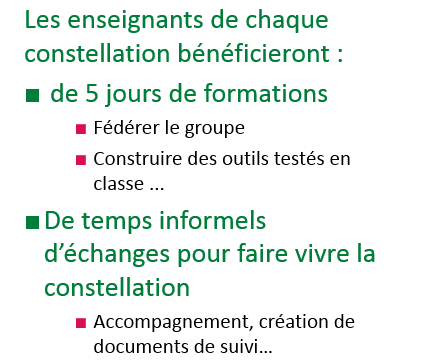 Les enseignants de chaque
constellation bénéficieront :
■ de 5 jours de formations
■ Fédérer le groupe
■ Construire des outils testés en
classe ...
■ De temps informels
d’échanges pour faire vivre la
constellation
■ Accompagnement, création de
documents de suivi…